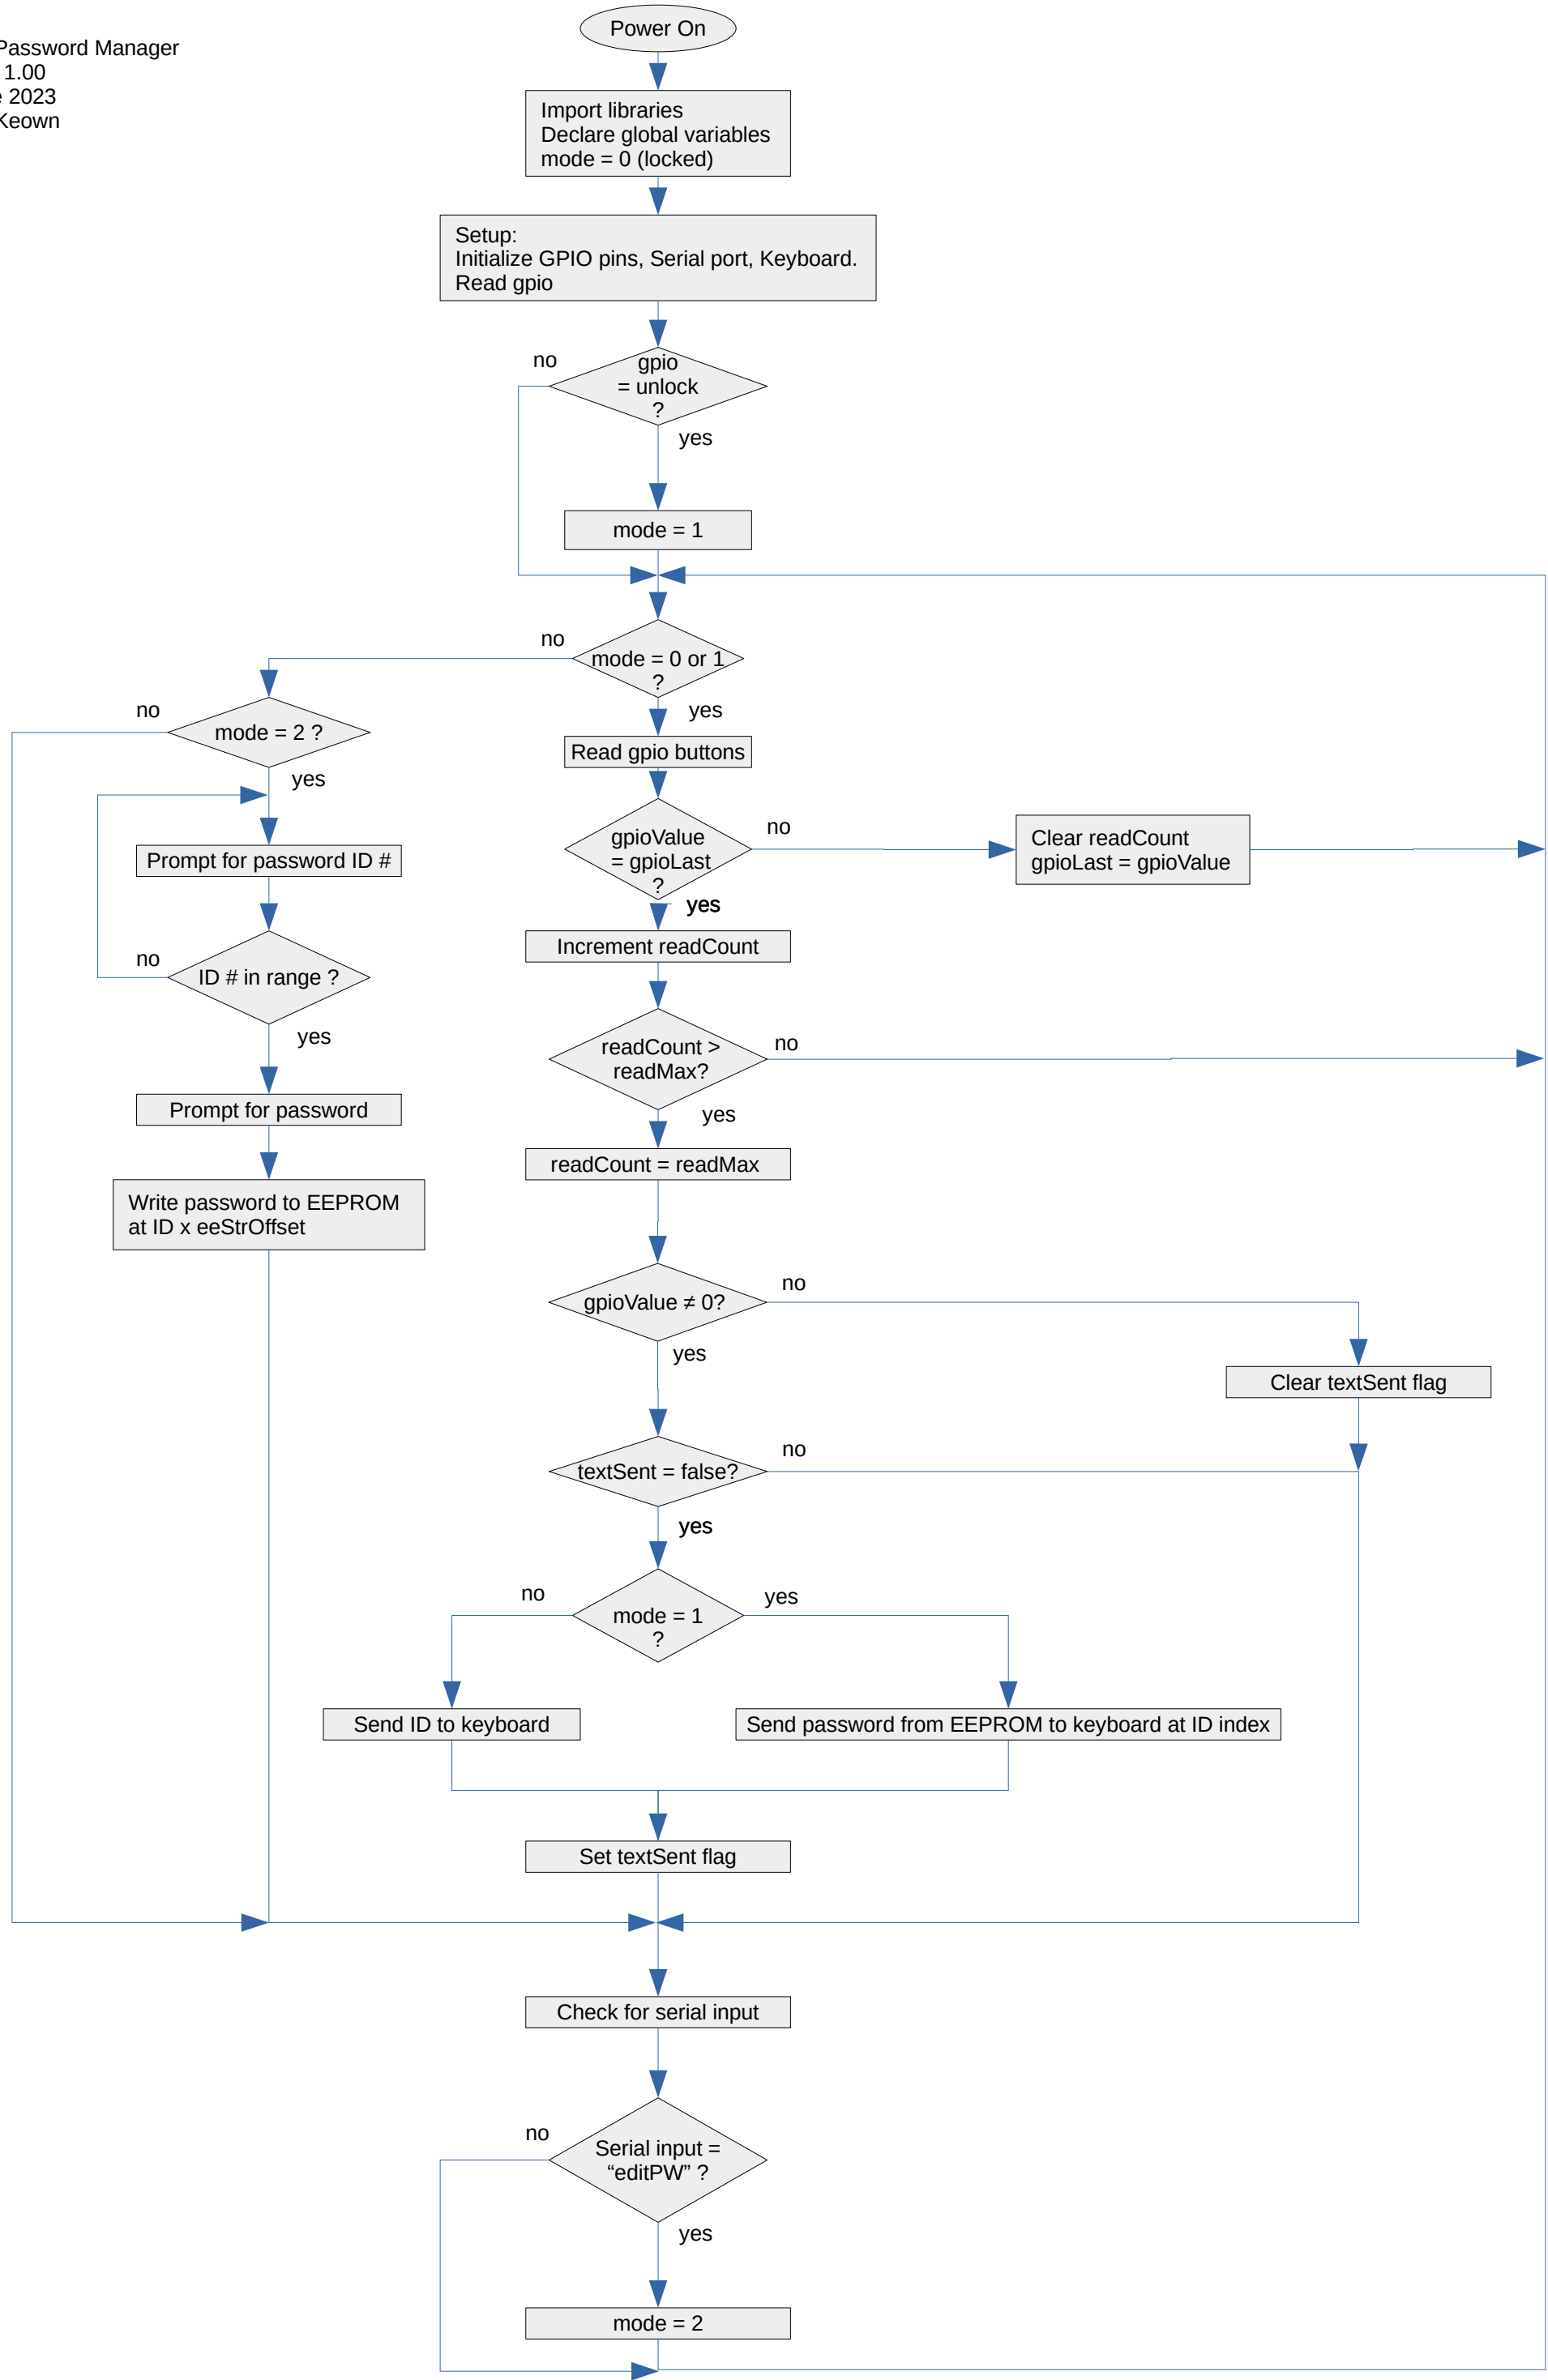 Power On
Password Manager
1.00
2023
Keown
Import libraries
Declare global variables
mode = 0 (locked)
Setup:
Initialize GPIO pins, Serial port, Keyboard.
Read gpio
no
gpio
= unlock
?
yes
mode = 1
no
mode = 0 or 1
?
yes
no
mode = 2 ?
yes
Read gpio buttons
gpioValue
= gpioLast
?
no
Clear readCount
gpioLast = gpioValue
yes
Prompt for password ID #
Increment readCount
no
ID # in range ?
yes
readCount >
readMax?
no
yes
Prompt for password
readCount = readMax
Write password to EEPROM
at ID x eeStrOffset
gpioValue ≠ 0?
no
yes
Clear textSent flag
textSent = false?
no
yes
no
mode = 1
?
yes
Send ID to keyboard
Send password from EEPROM to keyboard at ID index
Set textSent flag
Check for serial input
no
Serial input =
“editPW” ?
yes
mode = 2